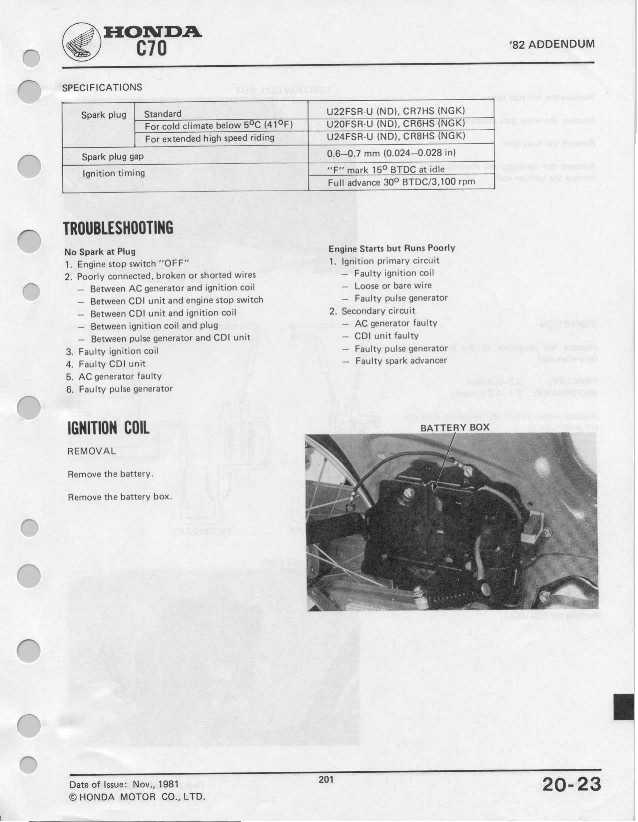 HONDA
C70
'82 ADDENDUM
SPECIFICATIONS
Spark plug Standard U22FSR-U (ND), CR7HS (NGK)
For cold climate below 5°C (41°F) U20FSR-U (ND), CR6HS (NGK)
For extended high speed riding U24FSR-U (ND), CR8HS (NGK)
Spark plug gap 0.6—0.7 mm (0.024—0.028 in)
Ignition timing "F" mark 15° BTDC at idle
Full advance 30° BTDC/3,100 rpm
TROUBLESHOOTING
No Spark at Plug
1. Engine stop switch "OFF"
2. Poorly connected, broken or shorted wires
— Between AC generator and ignition coil
— Between CDI unit and engine stop switch
— Between CDI unit and ignition coil
— Between ignition coil and plug
— Between pulse generator and CDI unit
3. Faulty ignition coil
4. Faulty CDI unit
5. AC generator faulty
6. Faulty pulse generator
Engine Starts but Runs Poorly
1. Ignition primary circuit
— Faulty ignition coil
— Loose or bare wire
— Faulty pulse generator
2. Secondary circuit
— AC generator faulty
— CDI unit faulty
— Faulty pulse generator
— Faulty spark advancer
IGNITION COIL
REMOVAL
Remove the battery.
Remove the battery box.
BATTERY BOX
Date of Issue: Nov., 1981
© HONDA MOTOR CO., LTD.
201
20-23